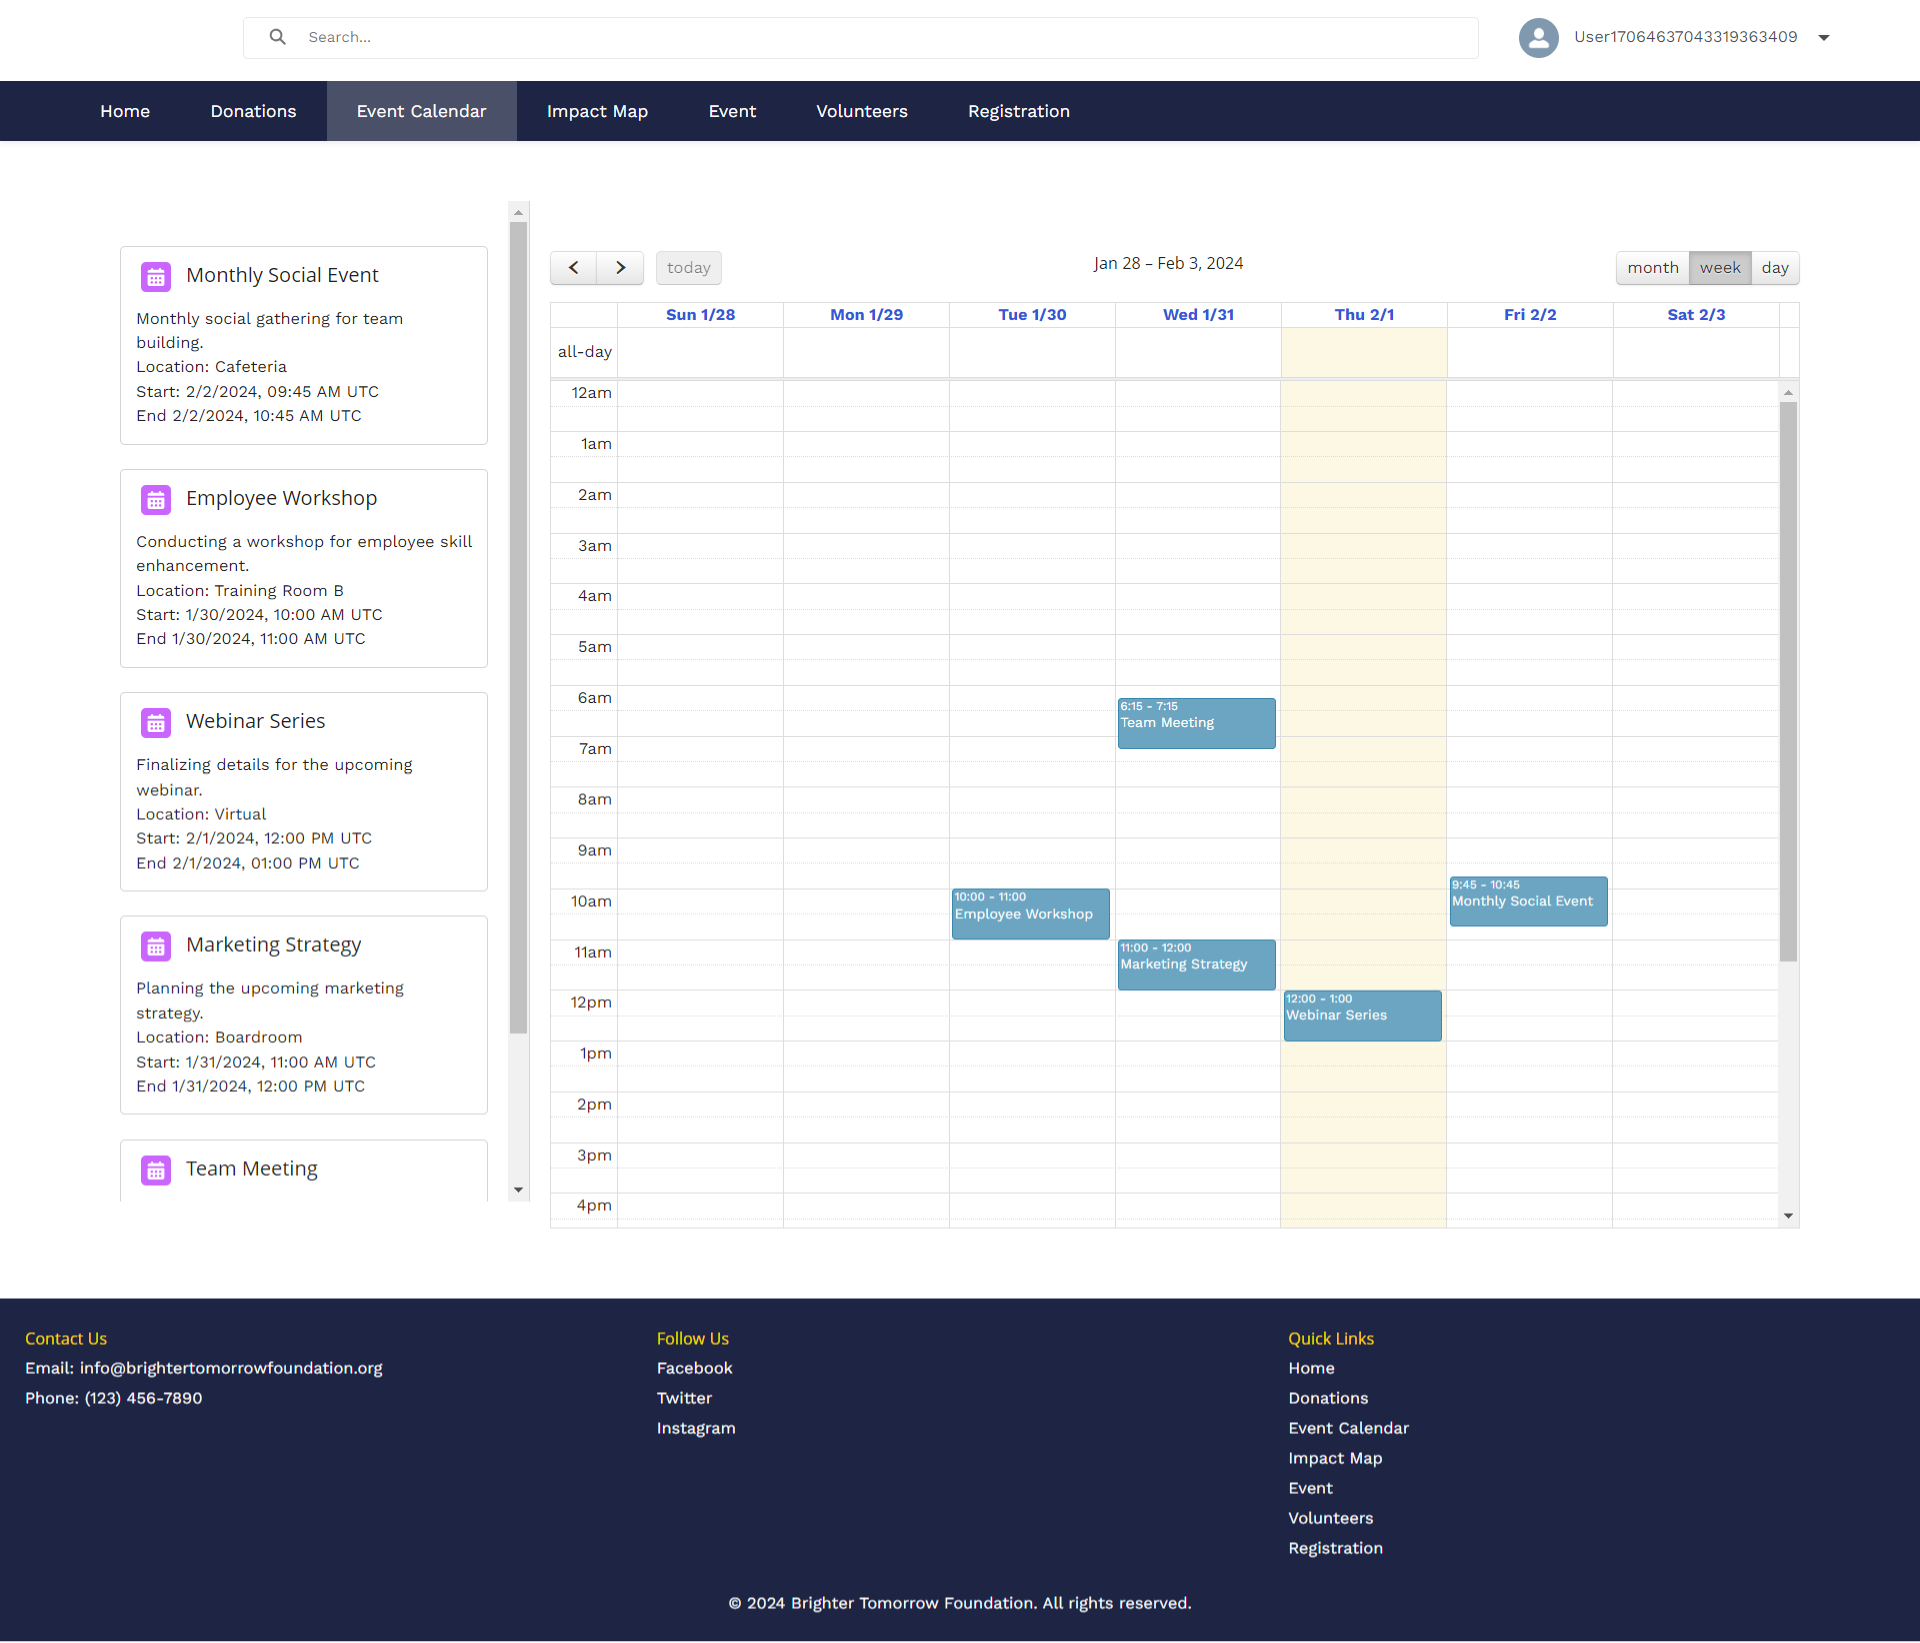 Search...
User17064637043319363409
Home
Donations
Event Calendar
Impact Map
Event
Volunteers
Registration
Monthly Social Event
Monthly social gathering for team
building.
Location: Cafeteria
Start: 2/2/2024, 09:45 AM UTC
End 2/2/2024, 10:45 AM UTC
Employee Workshop
Conducting a workshop for employee skill
enhancement.
Location: Training Room B
Start: 1/30/2024, 10:00 AM UTC
End 1/30/2024, 11:00 AM UTC
Webinar Series
Finalizing details for the upcoming
webinar.
Location: Virtual
Start: 2/1/2024, 12:00 PM UTC
End 2/1/2024, 01:00 PM UTC
Marketing Strategy
Planning the upcoming marketing
strategy.
Location: Boardroom
Start: 1/31/2024, 11:00 AM UTC
End 1/31/2024, 12:00 PM UTC
Team Meeting
today
Jan 28 – Feb 3, 2024
month
week
day
Sun 1/28
Mon 1/29
Tue 1/30
Wed 1/31
Thu 2/1
Fri 2/2
Sat 2/3
all-day
12am
1am
2am
3am
4am
5am
6am
6:15 - 7:15
Team Meeting
7am
8am
9am
9:45 - 10:45
Monthly Social Event
10am
10:00 - 11:00
Employee Workshop
11am
11:00 - 12:00
Marketing Strategy
12pm
12:00 - 1:00
Webinar Series
1pm
2pm
3pm
4pm
Contact Us
Email: info@brightertomorrowfoundation.org
Phone: (123) 456-7890
Follow Us
Facebook
Twitter
Instagram
Quick Links
Home
Donations
Event Calendar
Impact Map
Event
Volunteers
Registration
© 2024 Brighter Tomorrow Foundation. All rights reserved.